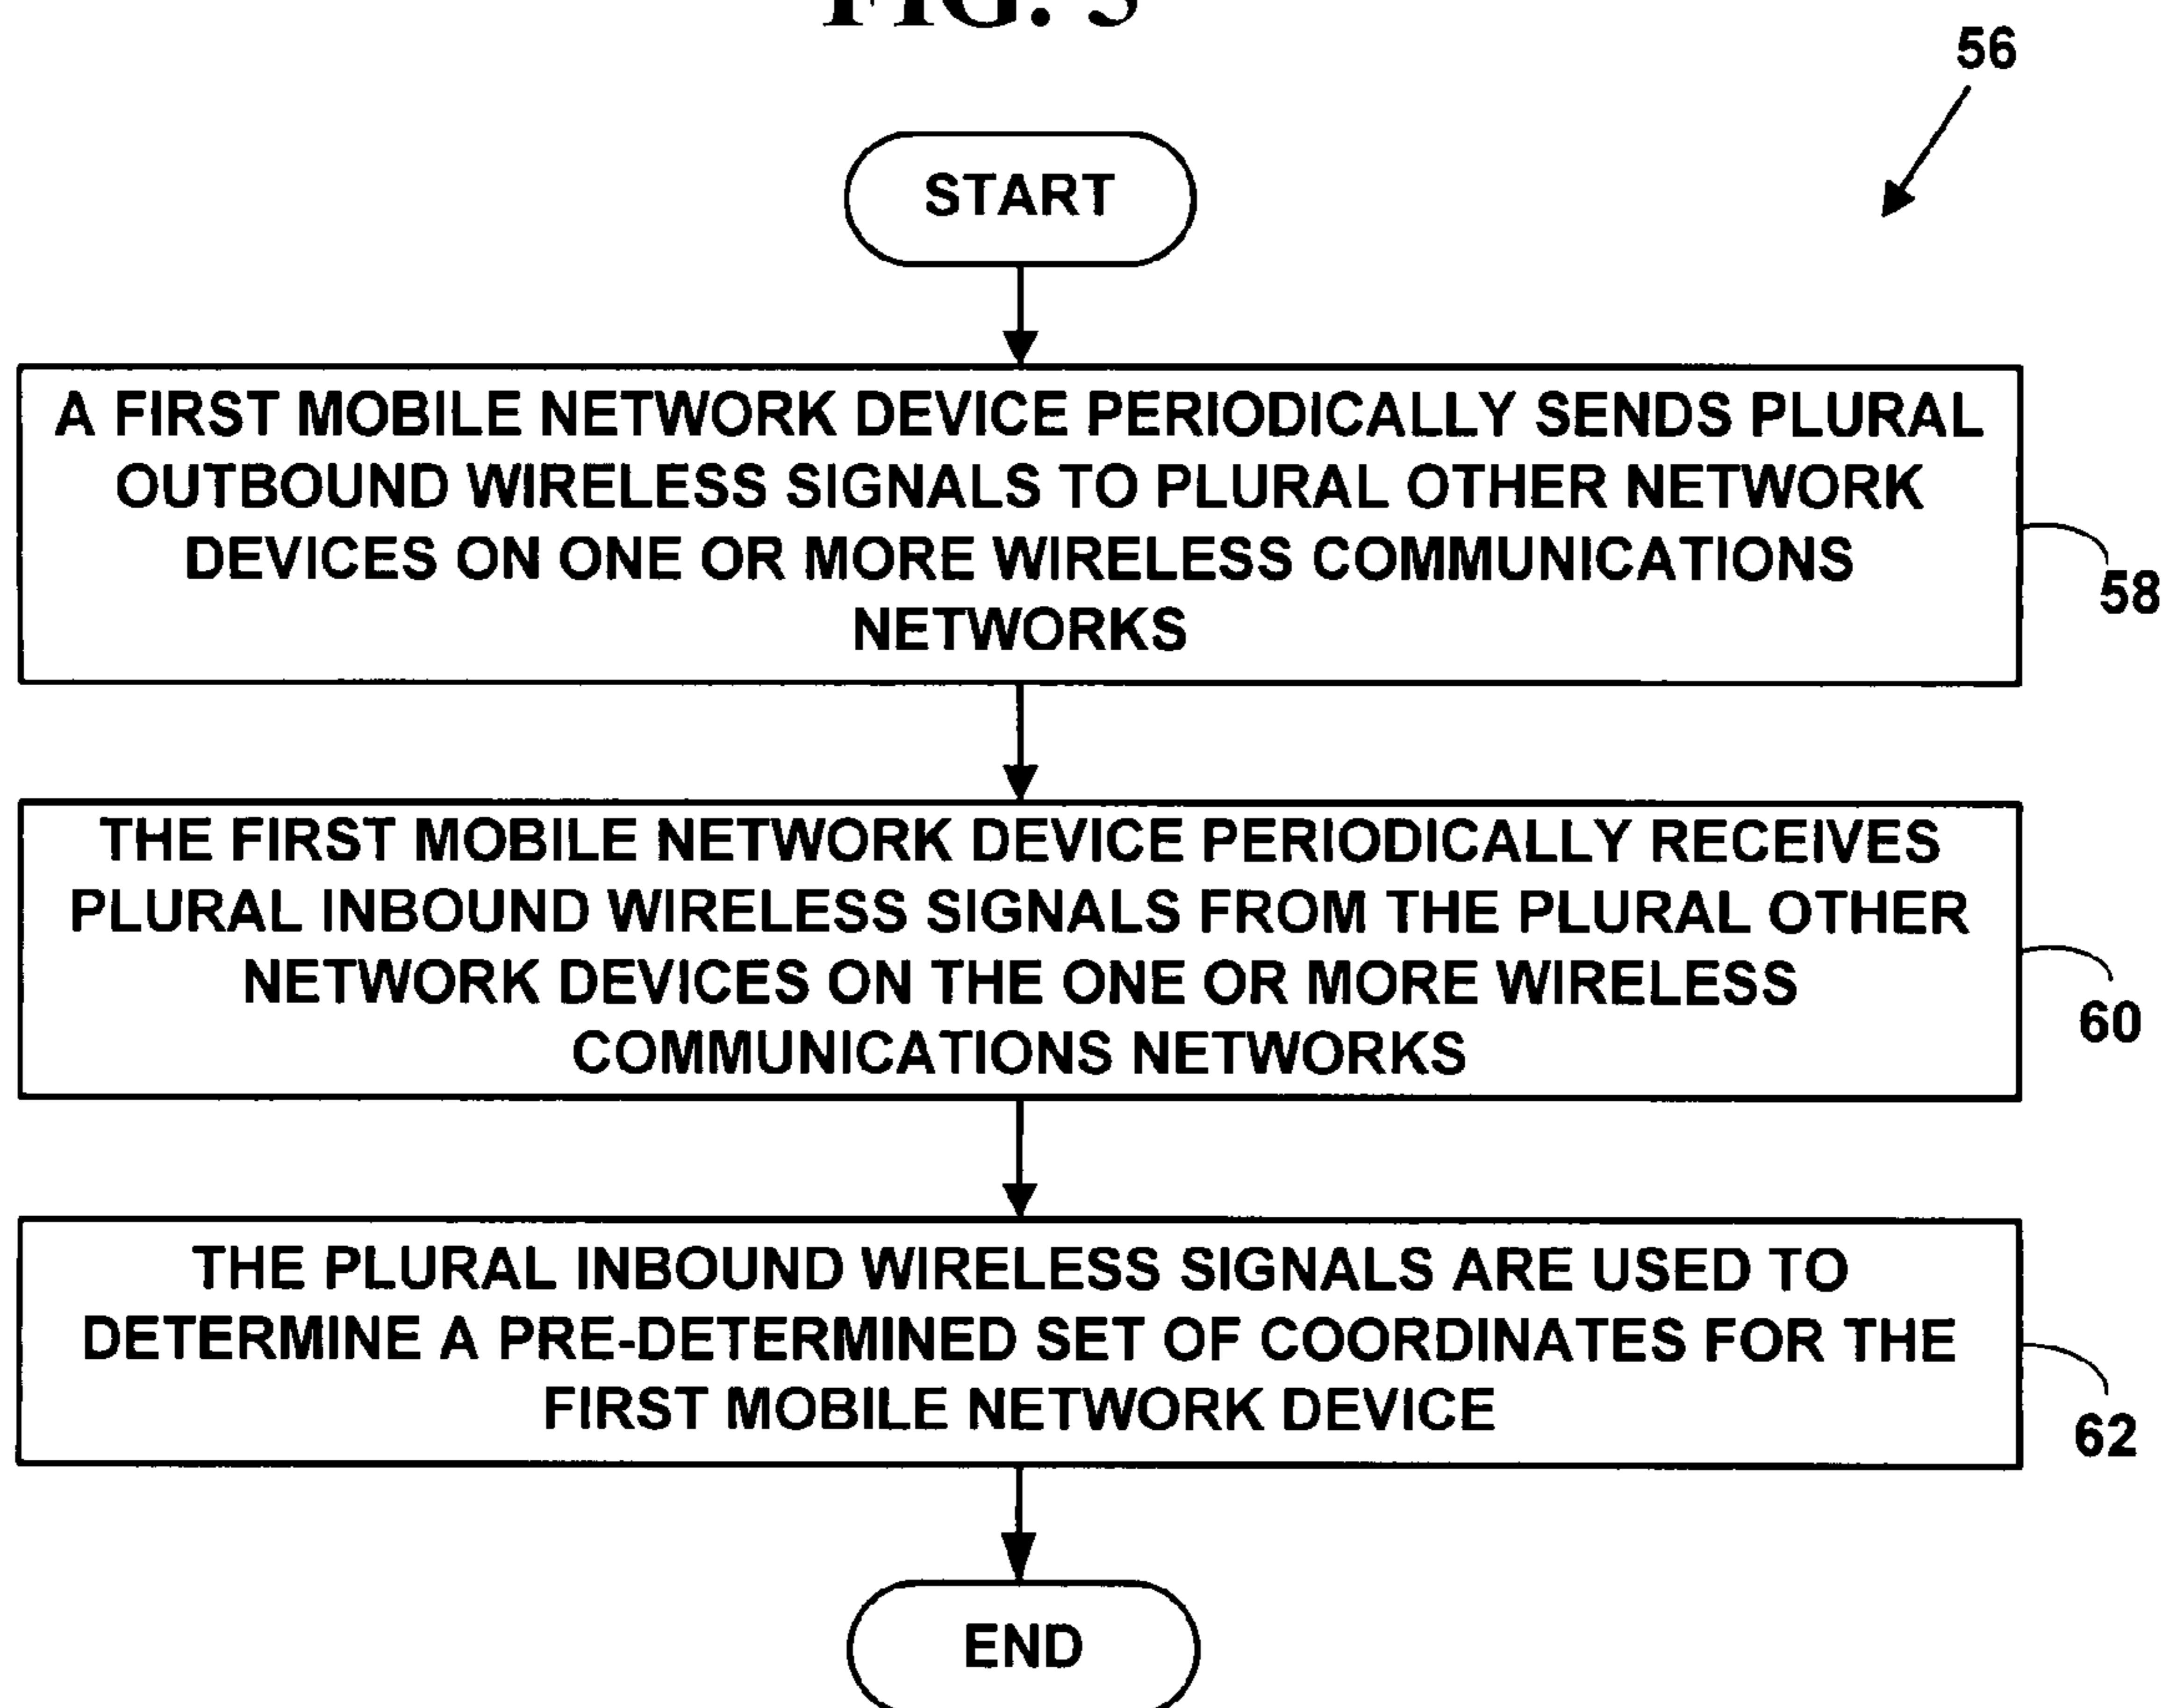 56
START
A FIRST MOBILE NETWORK DEVICE PERIODICALLY SENDS PLURAL
OUTBOUND WIRELESS SIGNALS TO PLURAL OTHER NETWORK
DEVICES ON ONE OR MORE WIRELESS COMMUNICATIONS
NETWORKS
58
THE FIRST MOBILE NETWORK DEVICE PERIODICALLY RECEIVES
PLURAL INBOUND WIRELESS SIGNALS FROM THE PLURAL OTHER
NETWORK DEVICES ON THE ONE OR MORE WIRELESS
COMMUNICATIONS NETWORKS
60
THE PLURAL INBOUND WIRELESS SIGNALS ARE USED TO
DETERMINE A PRE-DETERMINED SET OF COORDINATES FOR THE
FIRST MOBILE NETWORK DEVICE
62
END